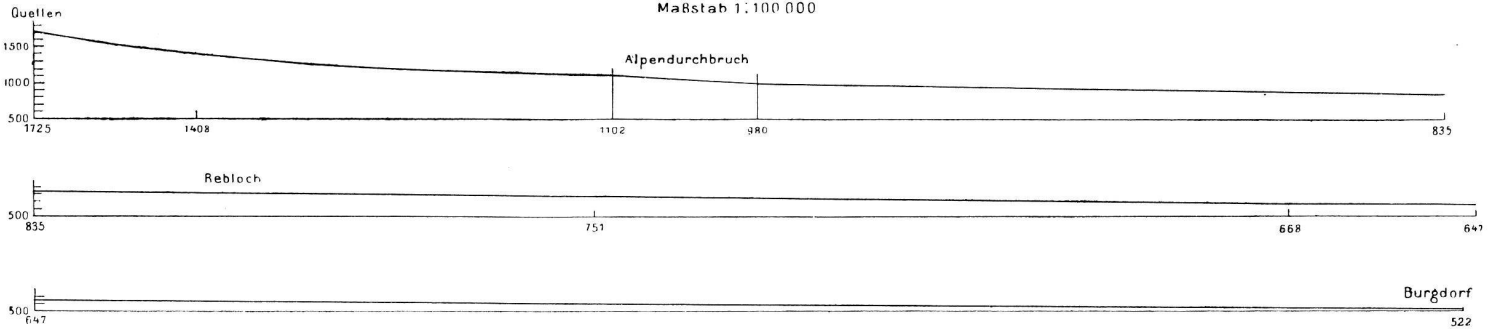 Maßstab 1:100 000
Quellen
1500
1000
500
Alpendurchbruch
1725 1408 1102 980 835
Rebloch
500
835 751 668 647
Burgdorf
500
647 522